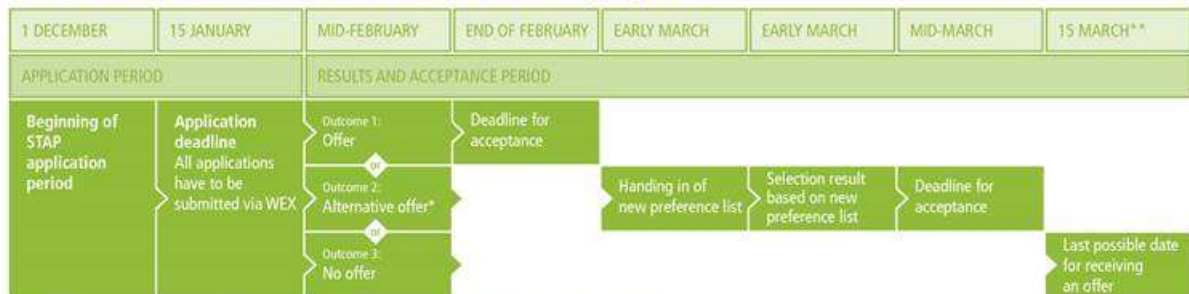 1 DECEMBER
15 JANUARY
MID-FEBRUARY
END OF FEBRUARY
EARLY MARCH
EARLY MARCH
MID-MARCH
15 MARCH**
APPLICATION PERIOD
RESULTS AND ACCEPTANCE PERIOD
Beginning of
STAP
application
period
Application
deadline
All applications
have to be
submitted via WEX
Outcome 1:
Offer
Deadline for
acceptance
or
Outcome 2:
Alternative offer*
Handing in of
new preference list
Selection result
based on new
preference list
Deadline for
acceptance
or
Outcome 3:
No offer
Last possible date
for receiving
an offer